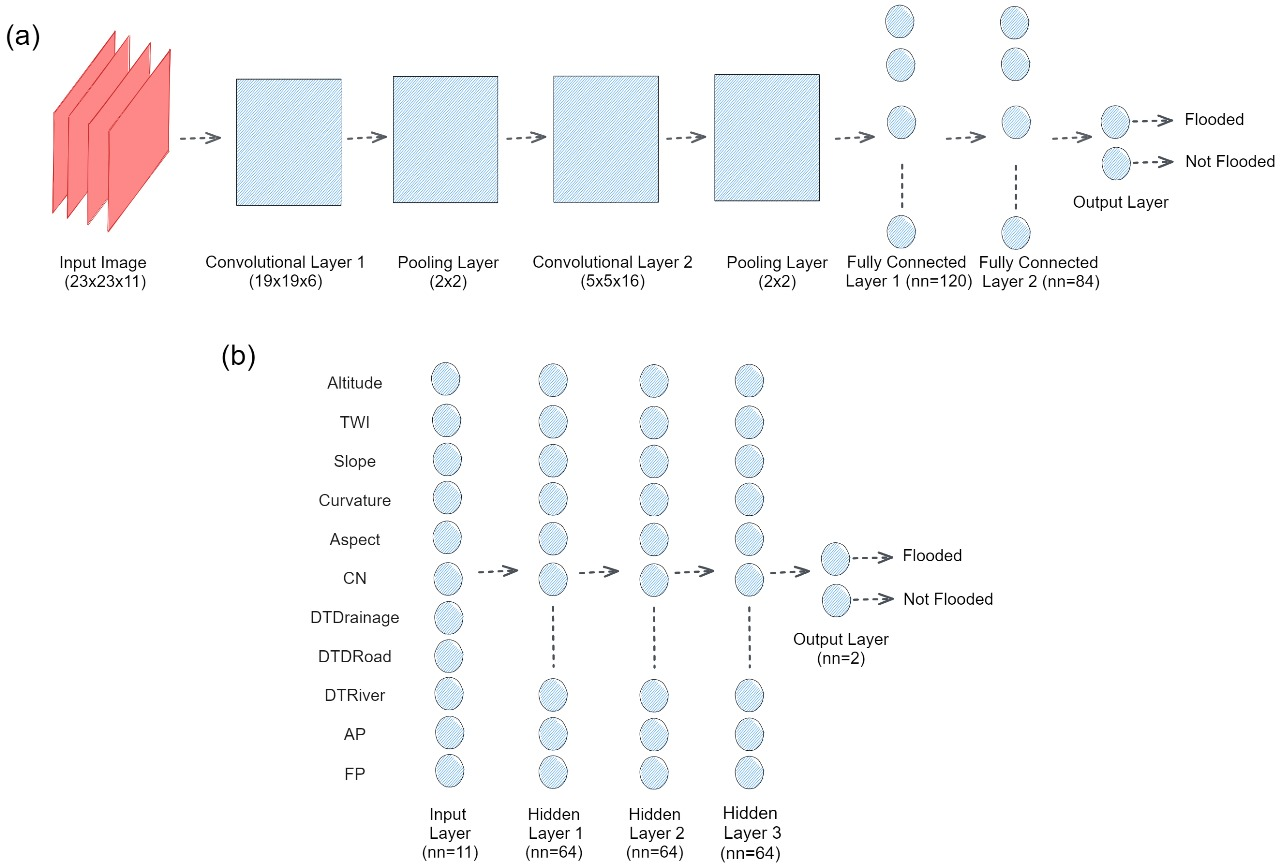 (a)
Flooded
Not Flooded
Output Layer
Input Image
(23x23x11)
Convolutional Layer 1
(19x19x6)
Pooling Layer
(2x2)
Convolutional Layer 2
(5x5x16)
Pooling Layer
(2x2)
Fully Connected
Layer 1 (nn=120)
Fully Connected
Layer 2 (nn=84)
(b)
Altitude
TWI
Slope
Curvature
Aspect
CN
DTDrainage
DTDRoad
DTRiver
AP
FP
Flooded
Not Flooded
Output Layer
(nn=2)
Input
Layer
(nn=11)
Hidden
Layer 1
(nn=64)
Hidden
Layer 2
(nn=64)
Hidden
Layer 3
(nn=64)